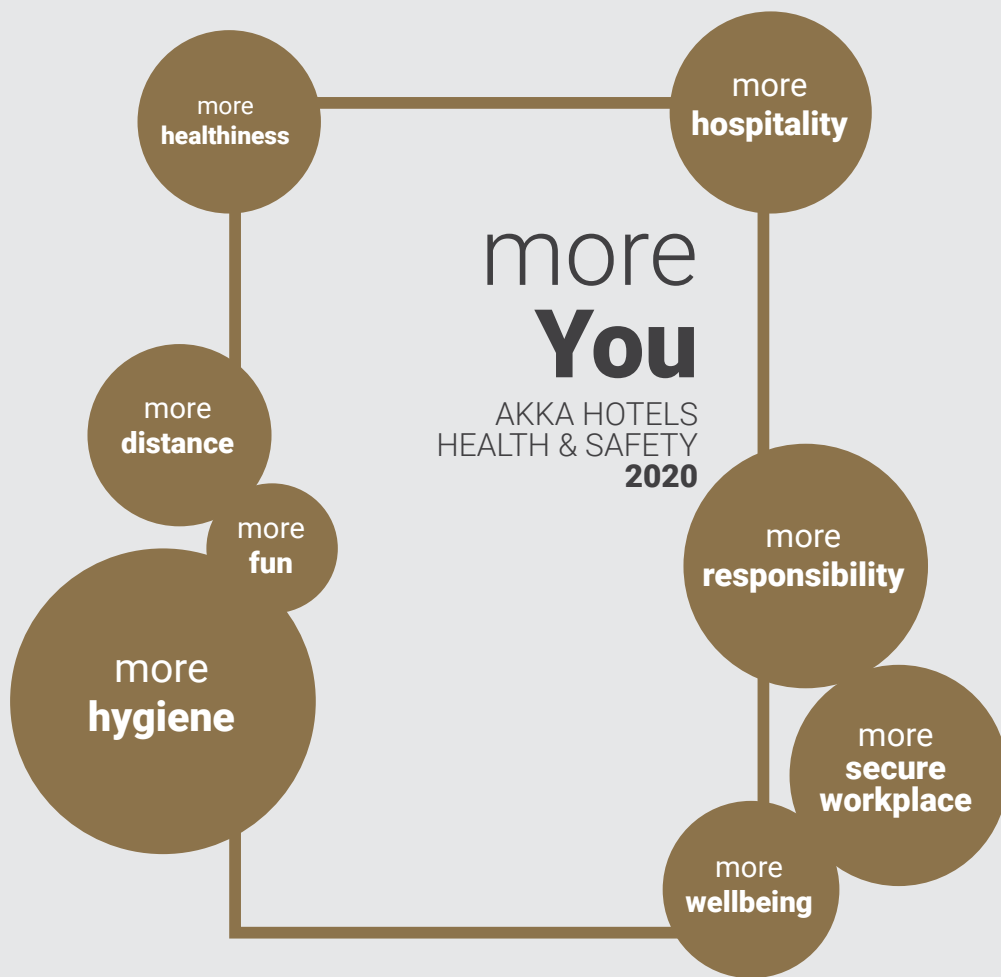 more
healthiness
more
hospitality
more
You
AKKA HOTELS
HEALTH & SAFETY
2020
more
distance
more
fun
more
hygiene
more
responsibility
more
secure
workplace
more
wellbeing